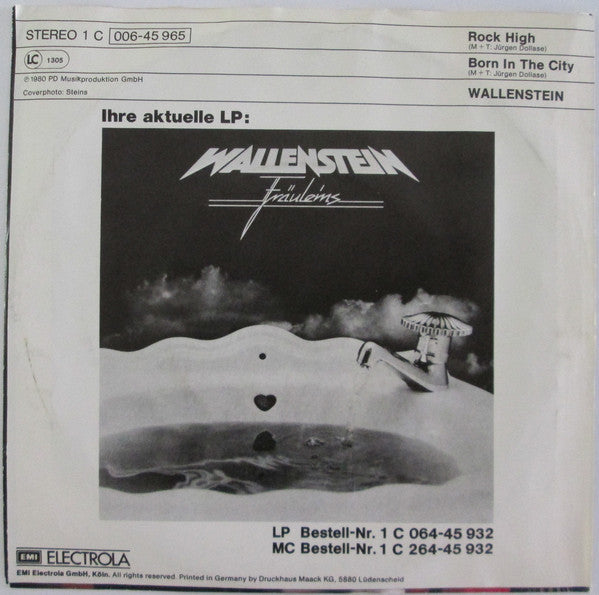 STEREO 1 C 006-45 965
LC 1305
℗ 1980 PD Musikproduktion GmbH
Coverphoto: Steins
Rock High
(M + T: Jürgen Dollase)
Born In The City
(M + T: Jürgen Dollase)
WALLENSTEIN
Ihre aktuelle LP:
WALLENSTEIN
Fräuleins
LP Bestell-Nr. 1 C 064-45 932
MC Bestell-Nr. 1 C 264-45 932
EMI ELECTROLA
EMI Electrola GmbH, Köln. All rights reserved. Printed in Germany by Druckhaus Maack KG, 5880 Lüdenscheid